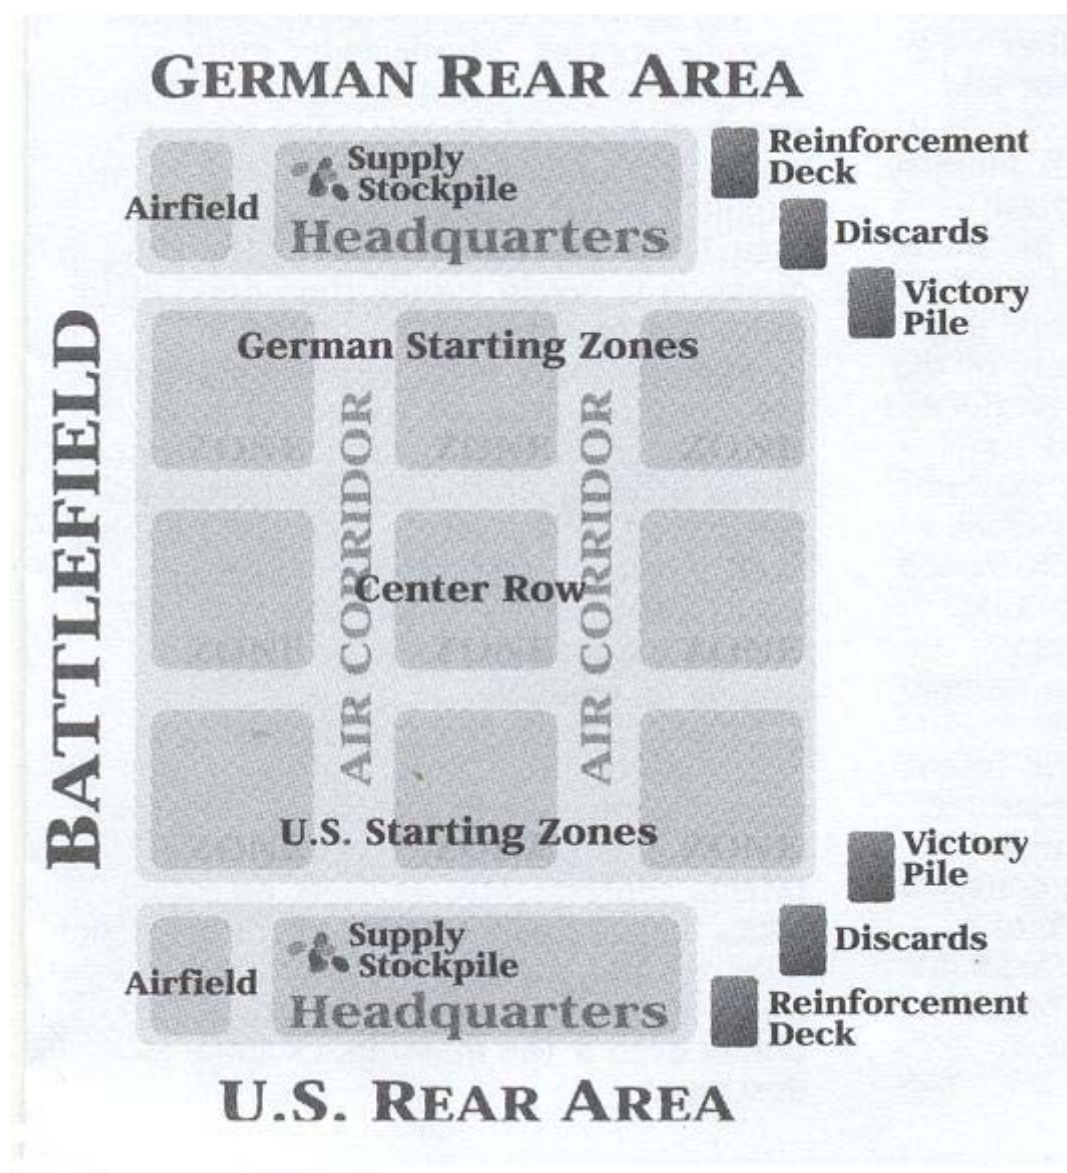 GERMAN REAR AREA
Reinforcement
Deck
Supply
Stockpile
Airfield
Headquarters
Discards
Victory
Pile
BATTLEFIELD
German Starting Zones
AIR CORRIDOR
AIR CORRIDOR
Center Row
U.S. Starting Zones
Victory
Pile
Discards
Supply
Stockpile
Airfield
Headquarters
Reinforcement
Deck
U.S. REAR AREA